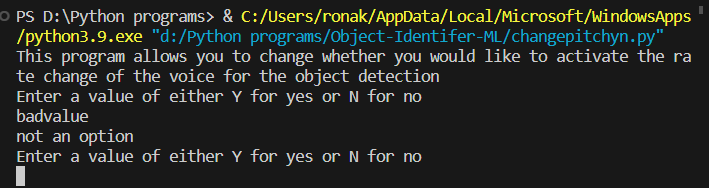 PS D:\Python programs> & C:/Users/ronak/AppData/Local/Microsoft/WindowsApps
/python3.9.exe "d:/Python programs/Object-Identifer-ML/changepitchyn.py"
This program allows you to change whether you would like to activate the ra
te change of the voice for the object detection
Enter a value of either Y for yes or N for no
badvalue
not an option
Enter a value of either Y for yes or N for no